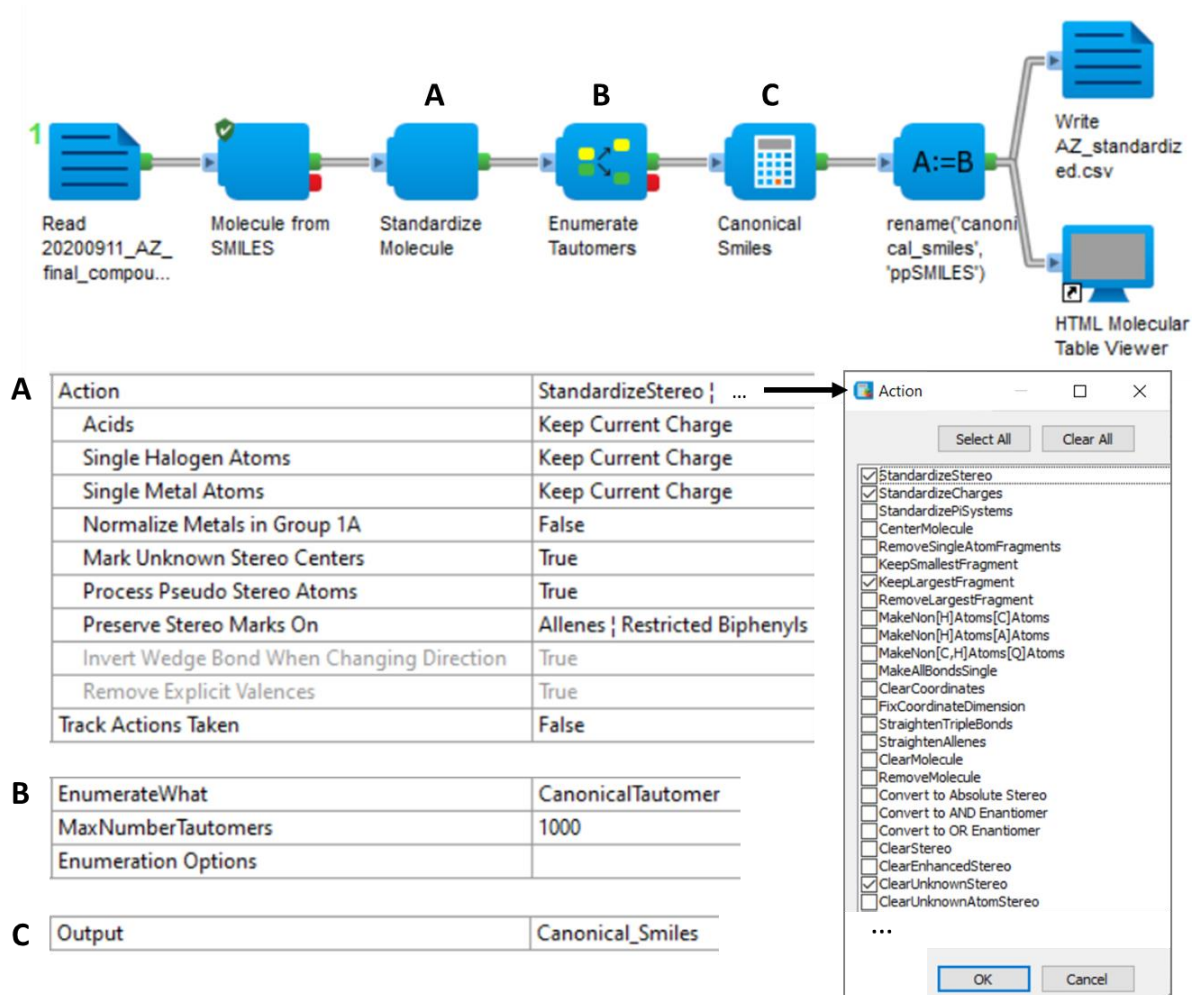 A
B
C
1
Read
20200911_AZ_
final_compou...
Molecule from
SMILES
Standardize
Molecule
Enumerate
Tautomers
Canonical
Smiles
A:=B
rename('canoni
cal_smiles',
'ppSMILES')
Write
AZ_standardiz
ed.csv
HTML Molecular
Table Viewer
A
Action StandardizeStereo ¦ ...
Acids Keep Current Charge
Single Halogen Atoms Keep Current Charge
Single Metal Atoms Keep Current Charge
Normalize Metals in Group 1A False
Mark Unknown Stereo Centers True
Process Pseudo Stereo Atoms True
Preserve Stereo Marks On Allenes ¦ Restricted Biphenyls
Invert Wedge Bond When Changing Direction True
Remove Explicit Valences True
Track Actions Taken False
B
EnumerateWhat CanonicalTautomer
MaxNumberTautomers 1000
Enumeration Options
C
Output Canonical_Smiles
Action
Select All Clear All
StandardizeStereo
StandardizeCharges
StandardizePiSystems
CenterMolecule
RemoveSingleAtomFragments
KeepSmallestFragment
KeepLargestFragment
RemoveLargestFragment
MakeNon[H]Atoms[C]Atoms
MakeNon[H]Atoms[A]Atoms
MakeNon[C,H]Atoms[Q]Atoms
MakeAllBondsSingle
ClearCoordinates
FixCoordinateDimension
StraightenTripleBonds
StraightenAllenes
ClearMolecule
RemoveMolecule
Convert to Absolute Stereo
Convert to AND Enantiomer
Convert to OR Enantiomer
ClearStereo
ClearEnhancedStereo
ClearUnknownStereo
ClearUnknownAtomStereo
...
OK Cancel